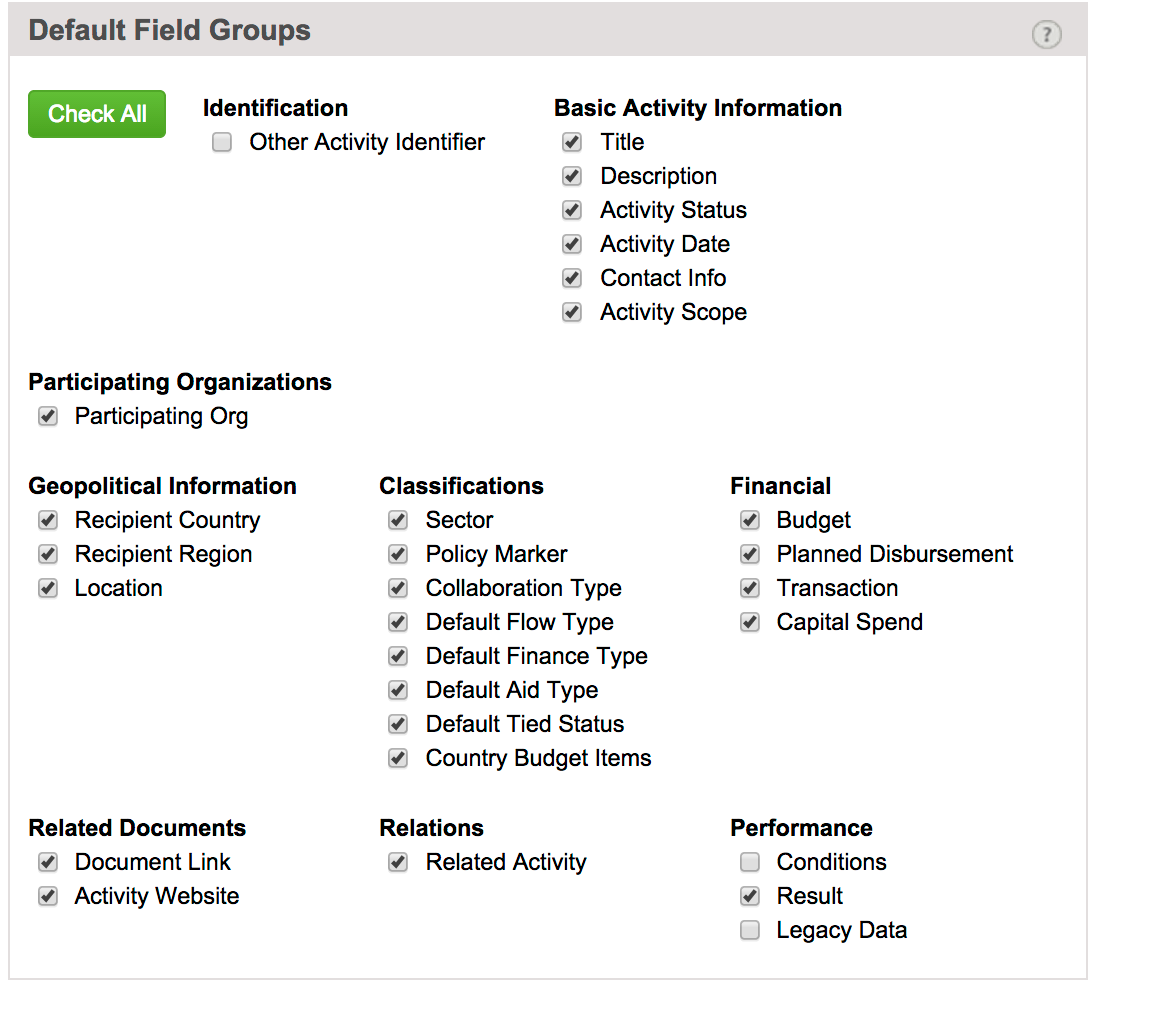 Default Field Groups
?
Check All
Identification
Other Activity Identifier
Basic Activity Information
Title
Description
Activity Status
Activity Date
Contact Info
Activity Scope
Participating Organizations
Participating Org
Geopolitical Information
Recipient Country
Recipient Region
Location
Classifications
Sector
Policy Marker
Collaboration Type
Default Flow Type
Default Finance Type
Default Aid Type
Default Tied Status
Country Budget Items
Financial
Budget
Planned Disbursement
Transaction
Capital Spend
Related Documents
Document Link
Activity Website
Relations
Related Activity
Performance
Conditions
Result
Legacy Data